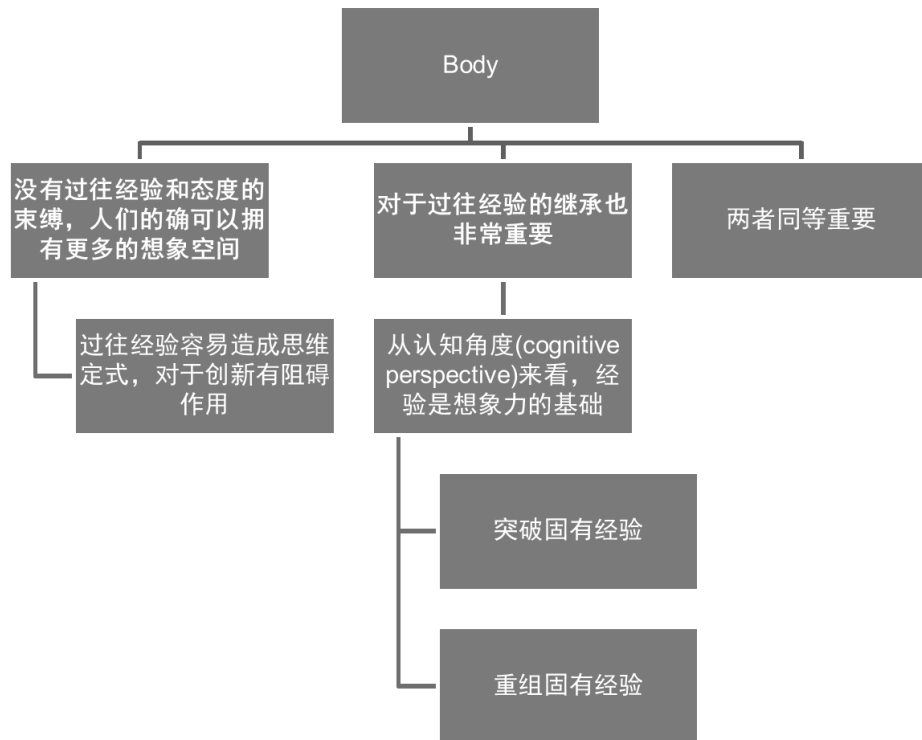 Body
没有过往经验和态度的
束缚，人们的确可以拥
有更多的想象空间
对于过往经验的继承也
非常重要
两者同等重要
过往经验容易造成思维
定式，对于创新有阻碍
作用
从认知角度(cognitive
perspective)来看，经
验是想象力的基础
突破固有经验
重组固有经验